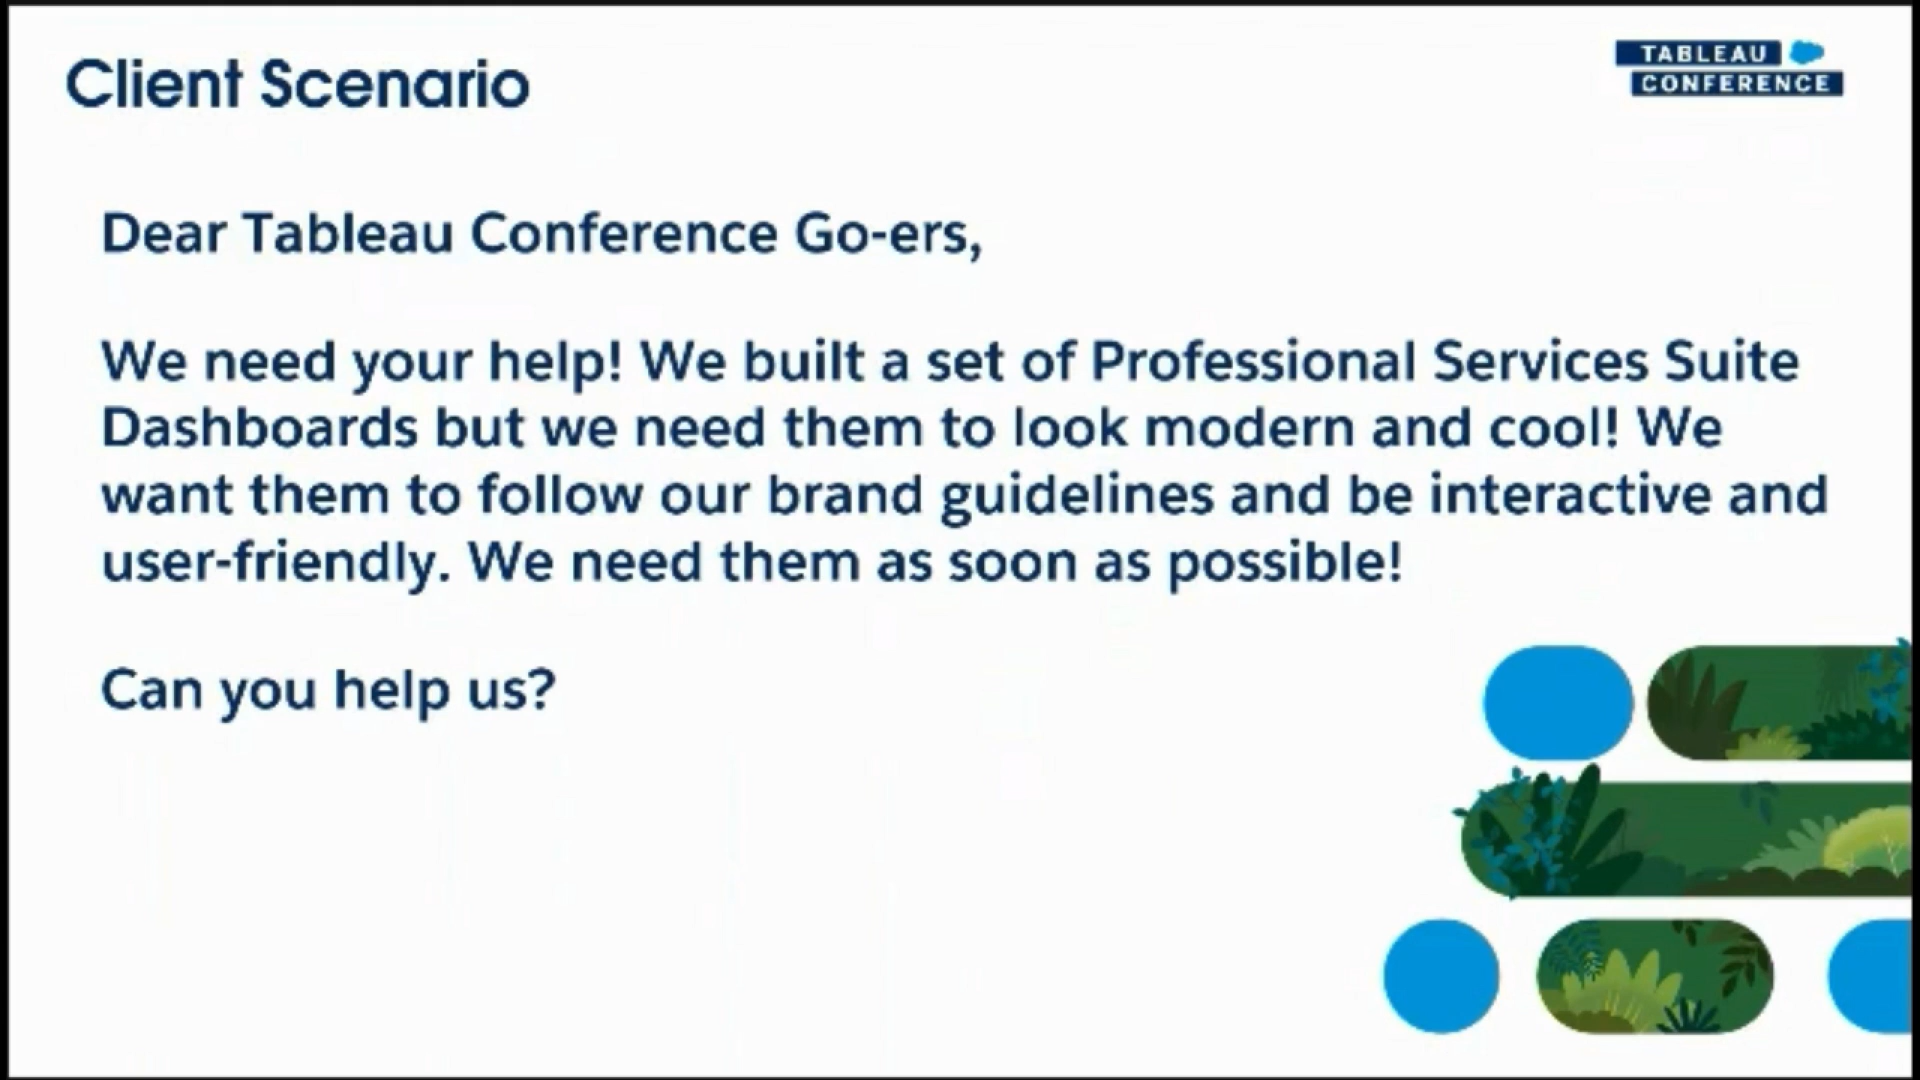 Client Scenario
TABLEAU
CONFERENCE
Dear Tableau Conference Go-ers,
We need your help! We built a set of Professional Services Suite
Dashboards but we need them to look modern and cool! We
want them to follow our brand guidelines and be interactive and
user-friendly. We need them as soon as possible!
Can you help us?